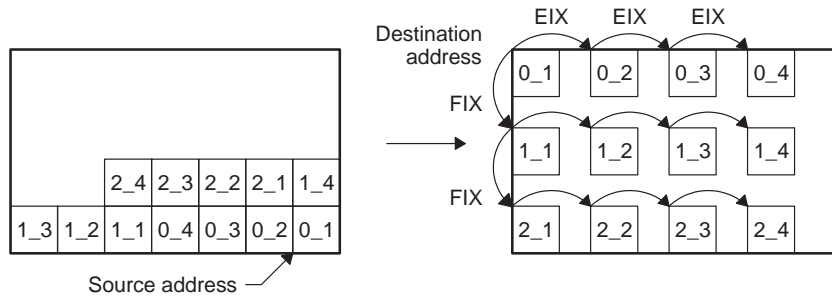 EIX EIX EIX
Destination
address
0_1 0_2 0_3 0_4
FIX
2_4 2_3 2_2 2_1 1_4
1_1 1_2 1_3 1_4
FIX
1_3 1_2 1_1 0_4 0_3 0_2 0_1
2_1 2_2 2_3 2_4
Source address